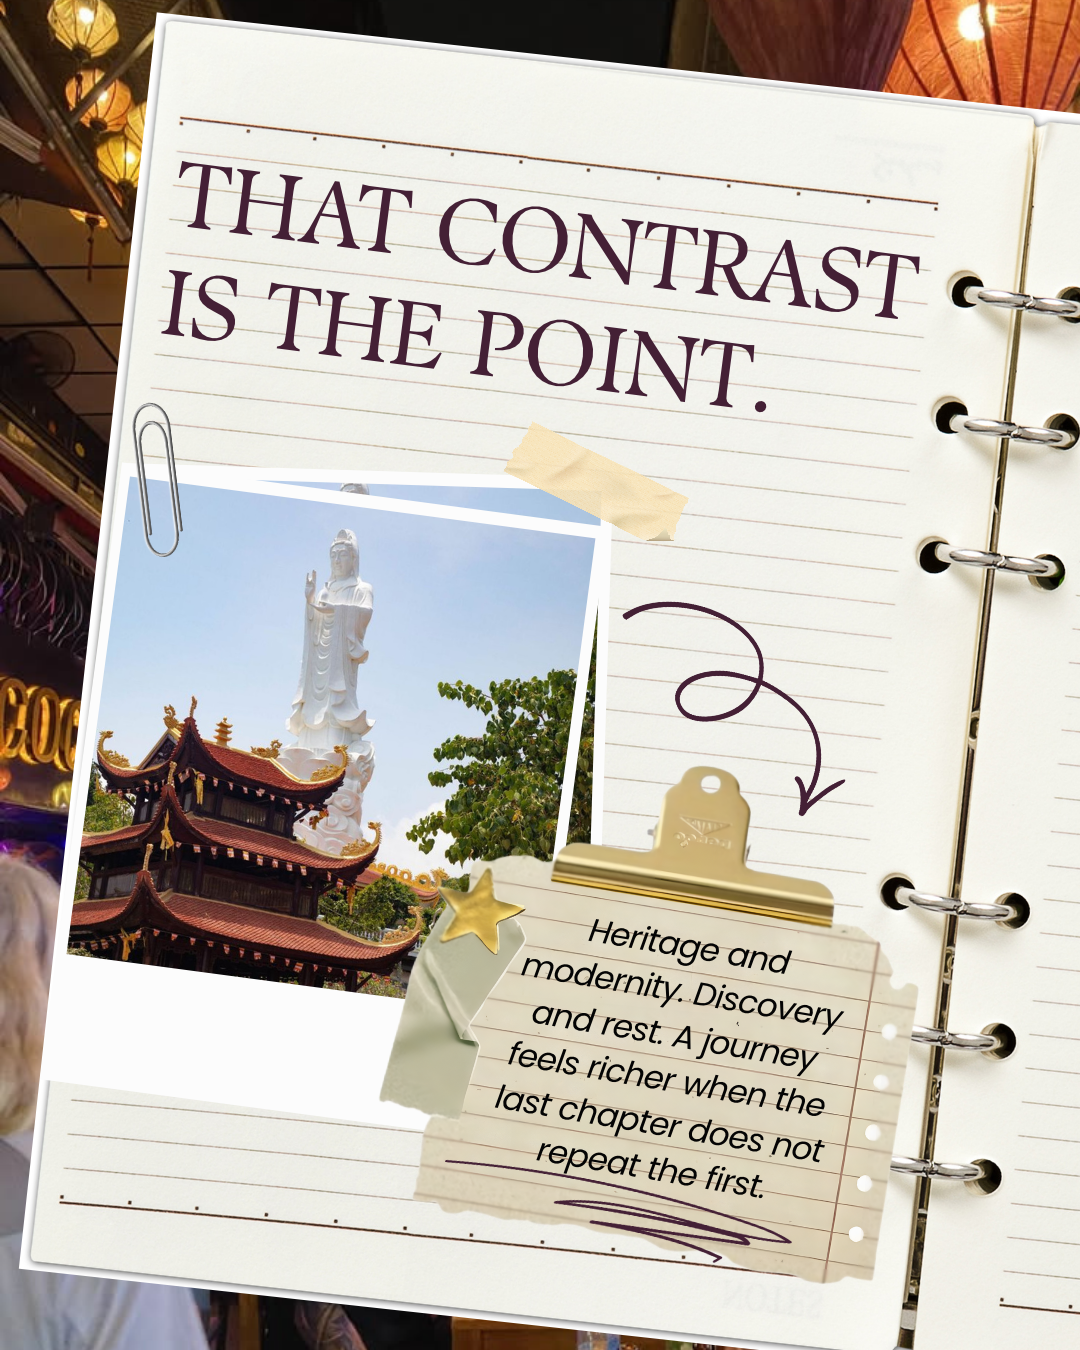 THAT CONTRAST
IS THE POINT.
Heritage and
modernity. Discovery
and rest. A journey
feels richer when the
last chapter does not
repeat the first.
NOTES